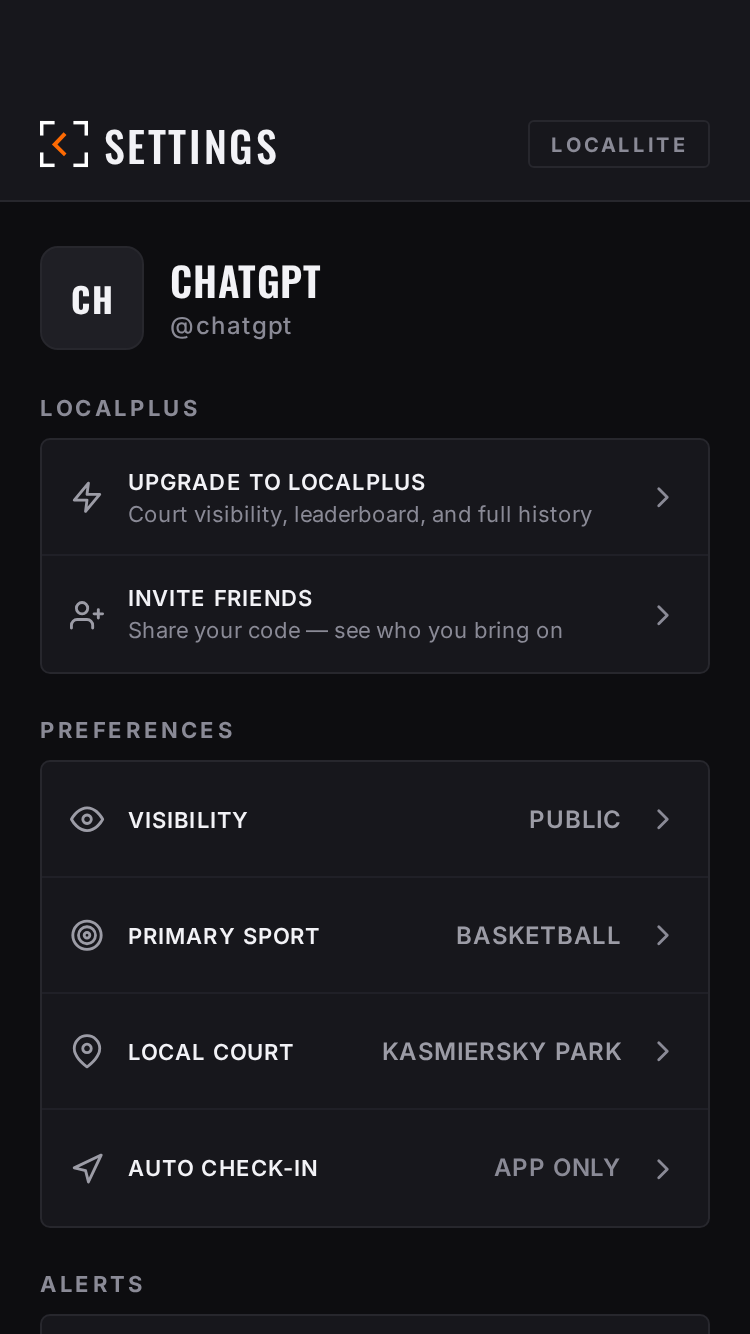 SETTINGS
LOCALLITE
CH
CHATGPT
@chatgpt
LOCALPLUS
UPGRADE TO LOCALPLUS
Court visibility, leaderboard, and full history
INVITE FRIENDS
Share your code — see who you bring on
PREFERENCES
VISIBILITY PUBLIC
PRIMARY SPORT BASKETBALL
LOCAL COURT KASMIERSKY PARK
AUTO CHECK-IN APP ONLY
ALERTS